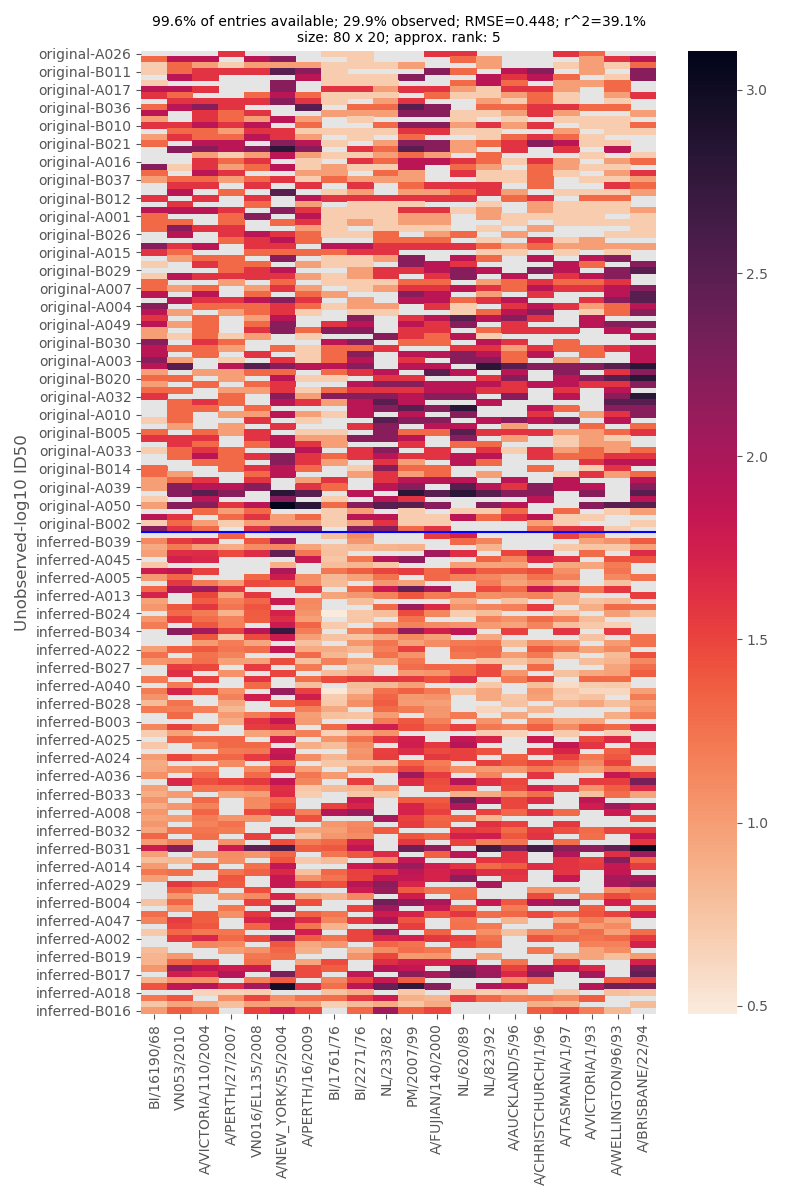 99.6% of entries available; 29.9% observed; RMSE=0.448; r^2=39.1%
size: 80 x 20; approx. rank: 5
Unobserved-log10 ID50
original-A026
original-B011
original-A017
original-B036
original-B010
original-B021
original-A016
original-B037
original-B012
original-A001
original-B026
original-A015
original-B029
original-A007
original-A004
original-A049
original-B030
original-A003
original-B020
original-A032
original-A010
original-B005
original-A033
original-B014
original-A039
original-A050
original-B002
inferred-B039
inferred-A045
inferred-A005
inferred-A013
inferred-B024
inferred-B034
inferred-A022
inferred-B027
inferred-A040
inferred-B028
inferred-B003
inferred-A025
inferred-A024
inferred-A036
inferred-B033
inferred-A008
inferred-B032
inferred-B031
inferred-A014
inferred-A029
inferred-B004
inferred-A047
inferred-A002
inferred-B019
inferred-B017
inferred-A018
inferred-B016
BI/16190/68
VN053/2010
A/VICTORIA/110/2004
A/PERTH/27/2007
VN016/EL135/2008
A/NEW_YORK/55/2004
A/PERTH/16/2009
BI/1761/76
BI/2271/76
NL/233/82
PM/2007/99
A/FUJIAN/140/2000
NL/620/89
NL/823/92
A/AUCKLAND/5/96
A/CHRISTCHURCH/1/96
A/TASMANIA/1/97
A/VICTORIA/1/93
A/WELLINGTON/96/93
A/BRISBANE/22/94
3.0
2.5
2.0
1.5
1.0
0.5